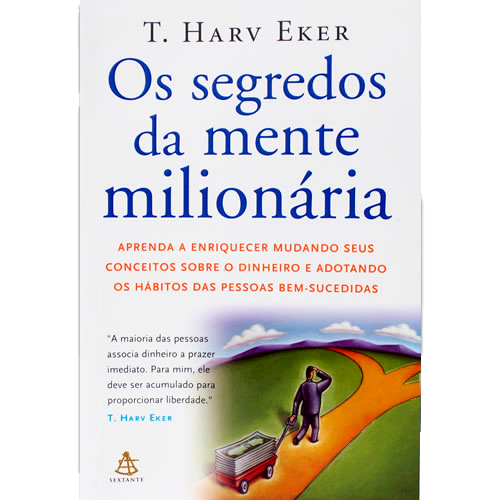 T. HARV EKER
Os segredos
da mente
milionária
APRENDA A ENRIQUECER MUDANDO SEUS
CONCEITOS SOBRE O DINHEIRO E ADOTANDO
OS HÁBITOS DAS PESSOAS BEM-SUCEDIDAS
"A maioria das pessoas
associa dinheiro a prazer
imediato. Para mim, ele
deve ser acumulado para
proporcionar liberdade."
T. HARV EKER
SEXTANTE